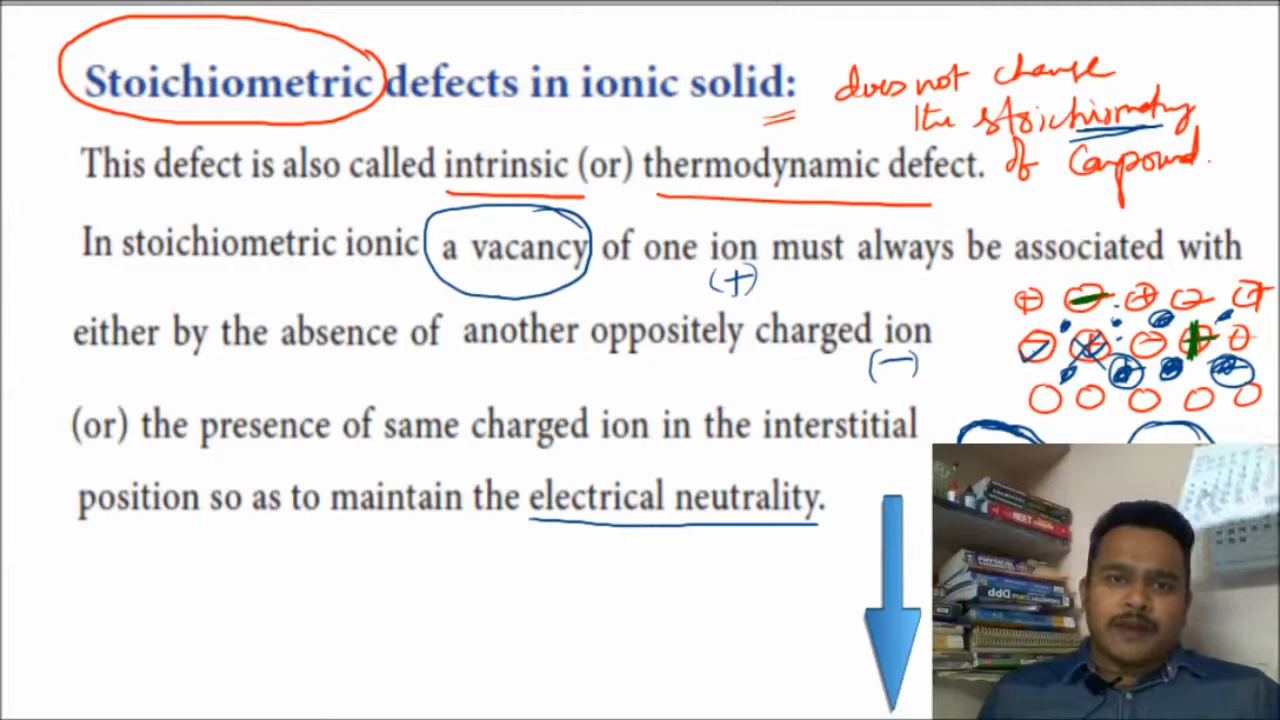 Stoichiometric defects in ionic solid:
does not change
the stoichiometry
of Compound.
This defect is also called intrinsic (or) thermodynamic defect.
In stoichiometric ionic a vacancy of one ion must always be associated with
(+)
either by the absence of another oppositely charged ion
(-)
(or) the presence of same charged ion in the interstitial
position so as to maintain the electrical neutrality.
NEET
PHYSICAL
DPP